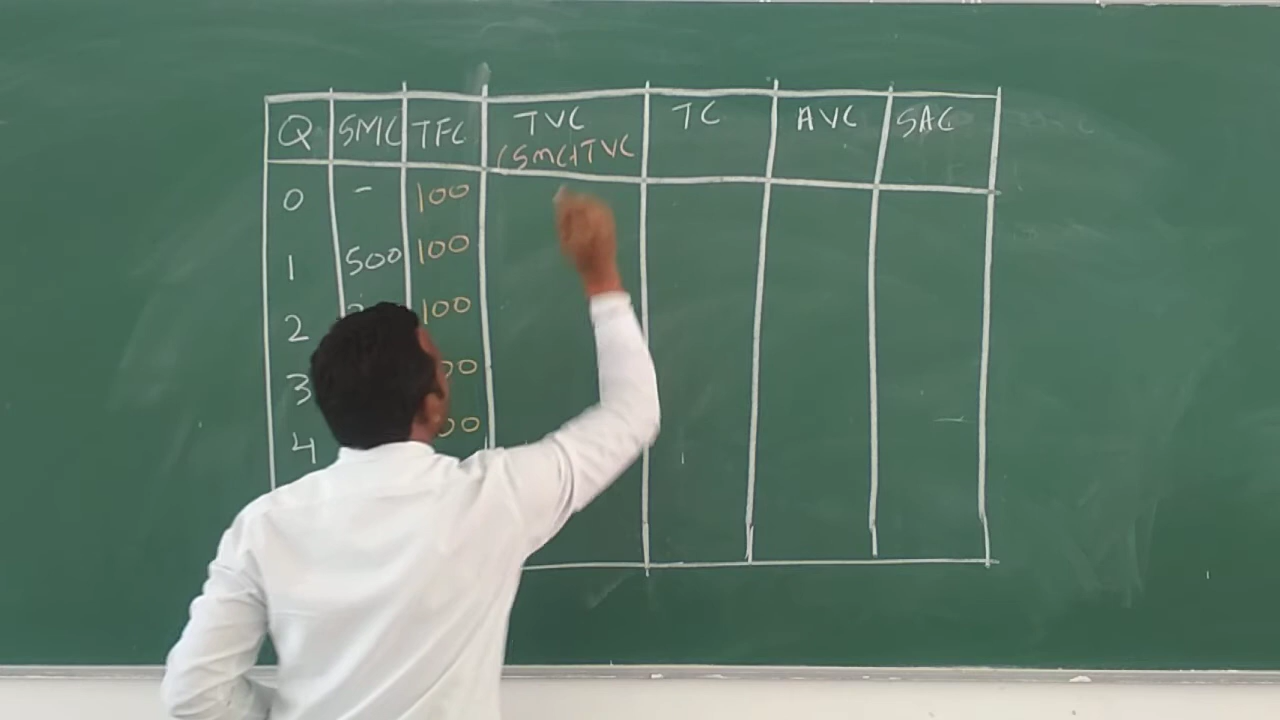 Q SMC TFC TVC TC AVC SAC
(SMC+TVC
0 - 100
1 500 100
2 100
3
4